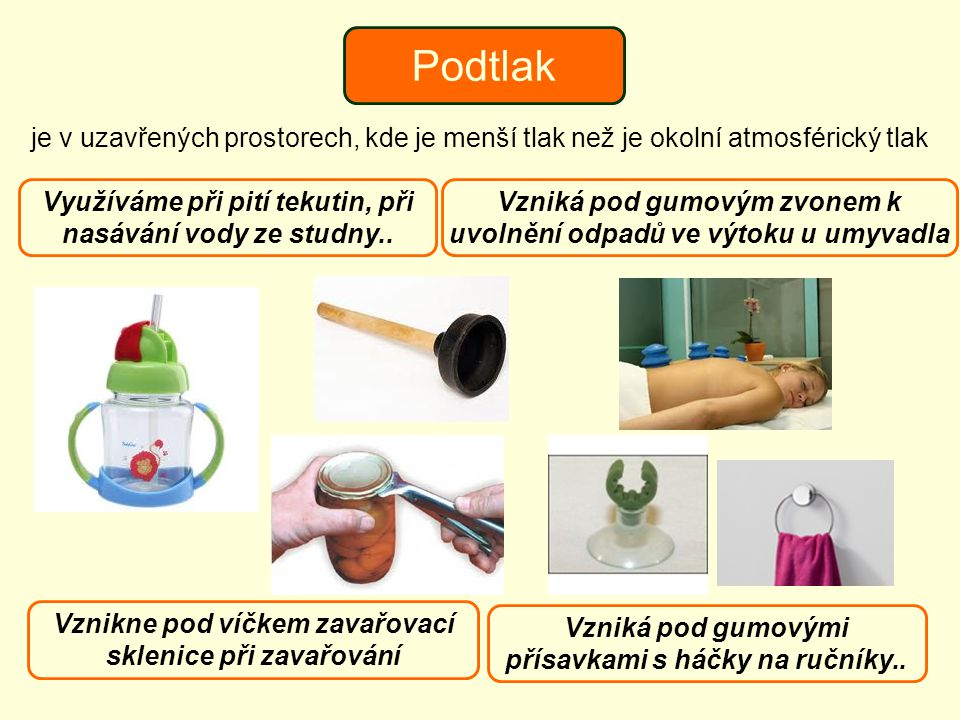 Podtlak
je v uzavřených prostorech, kde je menší tlak než je okolní atmosférický tlak
Využíváme při pití tekutin, při
nasávání vody ze studny..
Vzniká pod gumovým zvonem k
uvolnění odpadů ve výtoku u umyvadla
Vznikne pod víčkem zavařovací
sklenice při zavařování
Vzniká pod gumovými
přísavkami s háčky na ručníky..